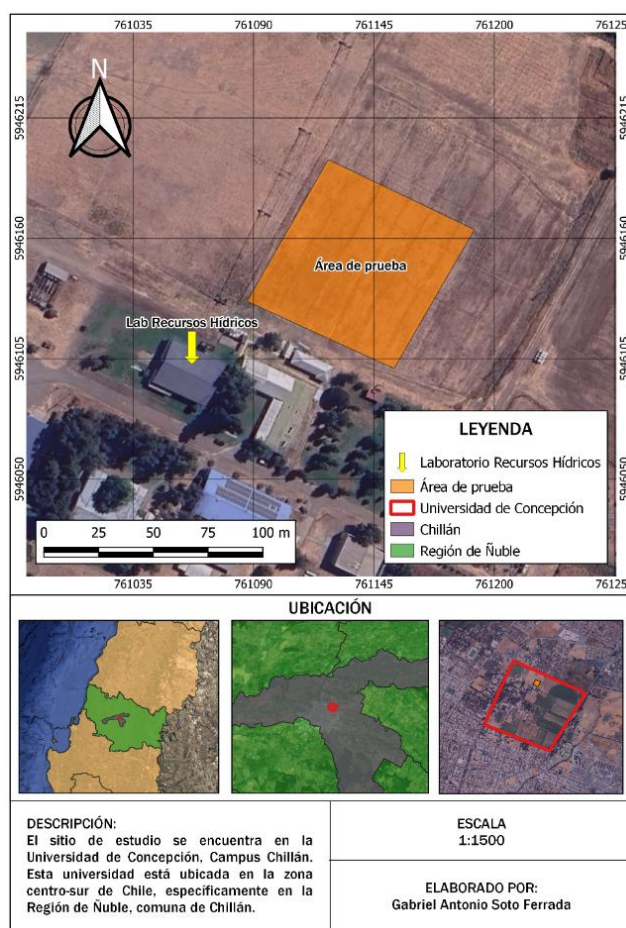 761035 761090 761145 761200 761255
5946215
5946215
N
5946160
5946160
Área de prueba
Lab Recursos Hídricos
5946105
5946105
LEYENDA
Laboratorio Recursos Hídricos
Área de prueba
Universidad de Concepción
Chillán
Región de Ñuble
5946050
5946050
0 25 50 75 100 m
761035 761090 761145 761200 761255
UBICACIÓN
DESCRIPCIÓN:
El sitio de estudio se encuentra en la
Universidad de Concepción, Campus Chillán.
Esta universidad está ubicada en la zona
centro-sur de Chile, específicamente en la
Región de Ñuble, comuna de Chillán.
ESCALA
1:1500
ELABORADO POR:
Gabriel Antonio Soto Ferrada